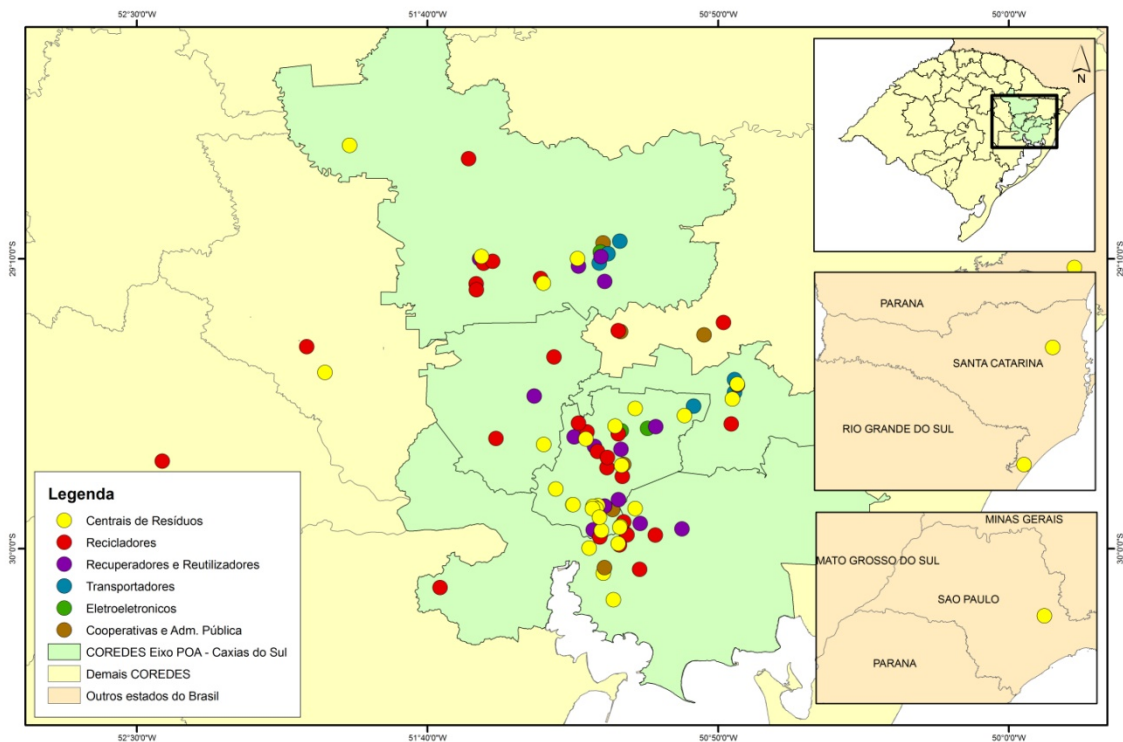 52°30'0"W 51°40'0"W 50°50'0"W 50°0'0"W
N
29°10'0"S 29°10'0"S
PARANA
SANTA CATARINA
RIO GRANDE DO SUL
Legenda
Centrais de Resíduos
Recicladores
Recuperadores e Reutilizadores
Transportadores
Eletroeletronicos
Cooperativas e Adm. Pública
COREDES Eixo POA - Caxias do Sul
Demais COREDES
Outros estados do Brasil
MINAS GERAIS
MATO GROSSO DO SUL
SAO PAULO
PARANA
30°0'0"S 30°0'0"S
52°30'0"W 51°40'0"W 50°50'0"W 50°0'0"W